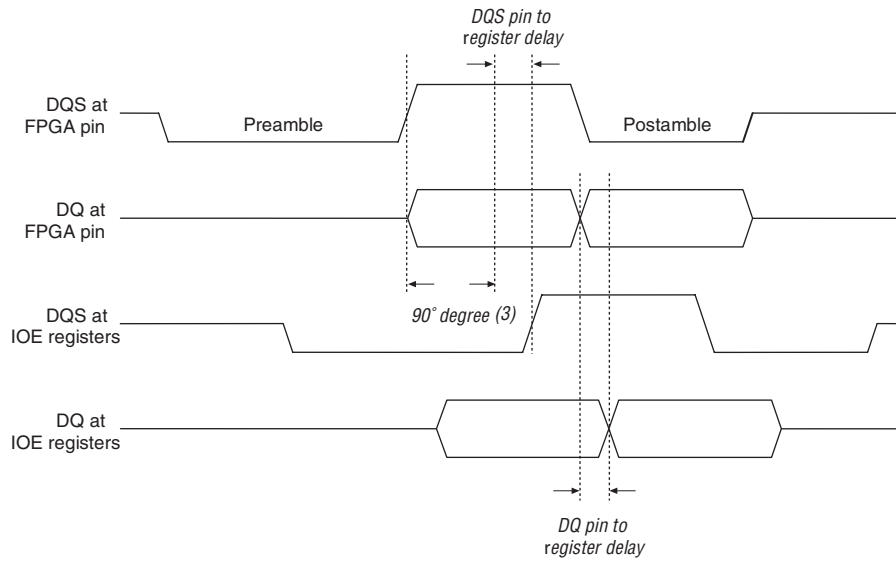 DQS pin to
register delay
DQS at
FPGA pin
Preamble
Postamble
DQ at
FPGA pin
90° degree (3)
DQS at
IOE registers
DQ at
IOE registers
DQ pin to
register delay